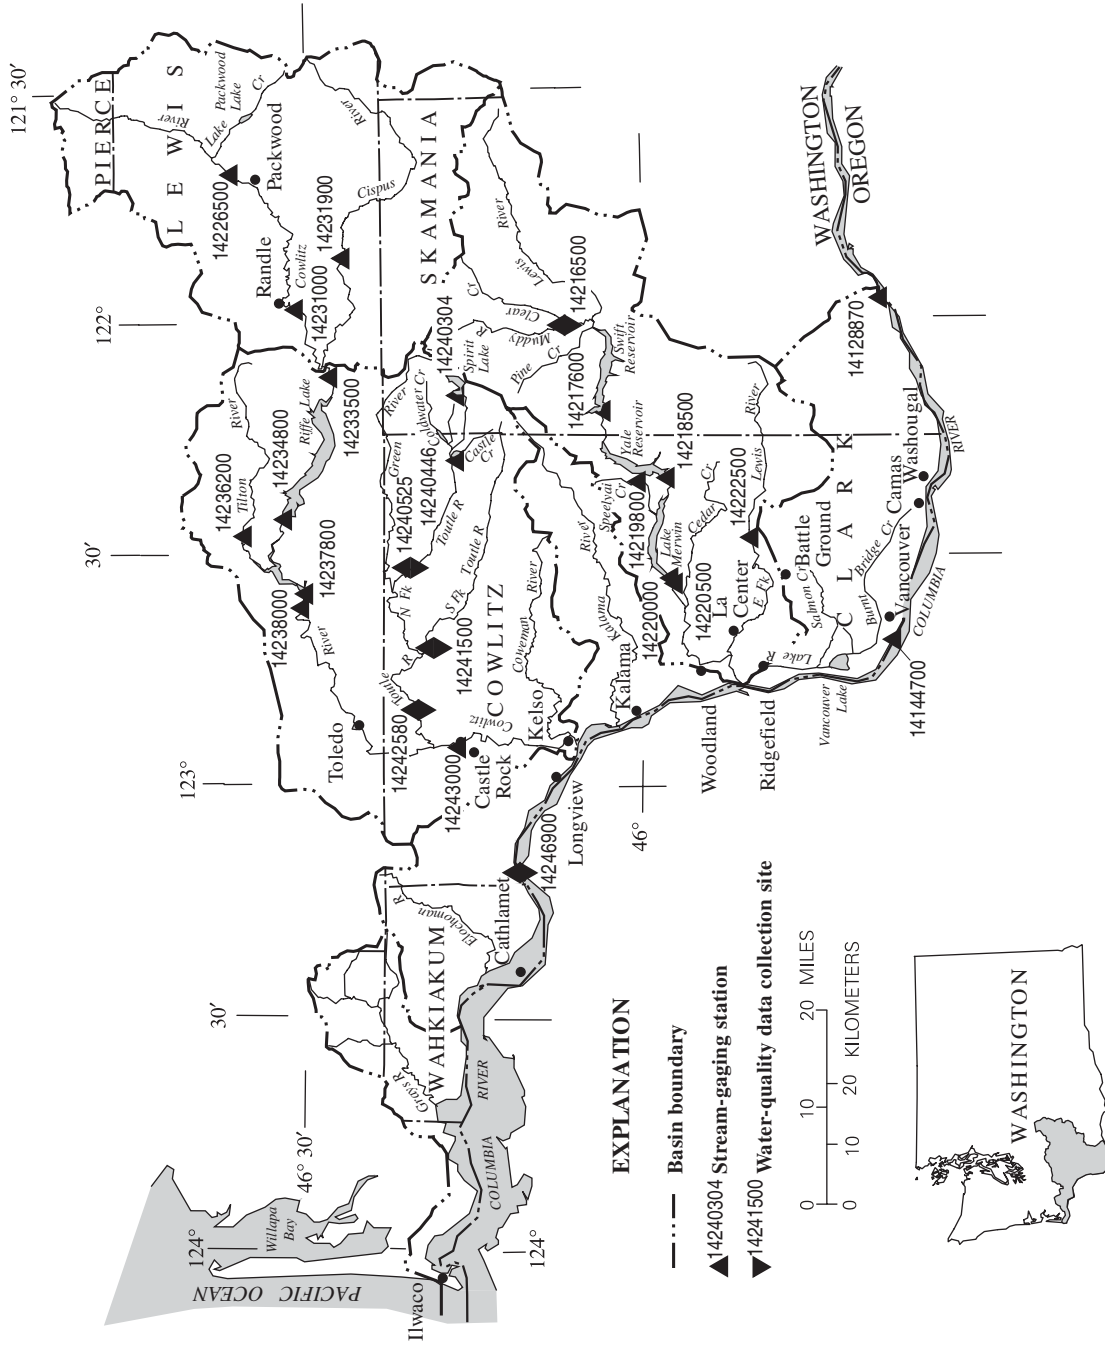 121° 30′
122°
30′
123°
30′
124°
46° 30′
46°
124°
PIERCE
LEWIS
SKAMANIA
COWLITZ
CLARK
WAHKIAKUM
WASHINGTON
OREGON
PACIFIC OCEAN
Willapa
Bay
Ilwaco
COLUMBIA
RIVER
Grays R
Elochoman
R
Cathlamet
14246900
Longview
Kelso
Castle
Rock
14243000
14242580
Toledo
River
14238000
14237800
14236200
Tilton
River
14234800
Riffe Lake
14233500
14231000
Cowlitz
Randle
14231900
Cispus
River
14226500
Packwood
River
Lake
Cr
Packwood
Lake
Green
River
14240525
14240446
Coldwater Cr
Castle
Cr
Toutle R
N Fk
S Fk
Toutle R
14241500
Toutle
R
Cowlitz
Coweman
River
Kalama
River
Kalama
14240304
Spirit
Lake
Muddy
R
Clear
Cr
Lewis
River
14216500
Pine
Cr
Swift
Reservoir
14217600
Yale
Reservoir
14218500
Speelyai
Cr
14219800
Lake
Merwin
14220000
Cedar
Cr
14220500
14222500
Lewis
River
E Fk
La
Center
Battle
Ground
Salmon Cr
Woodland
Ridgefield
Lake R
Vancouver
Lake
Burnt
Bridge Cr
Vancouver
14144700
Camas
Washougal
14128870
COLUMBIA
RIVER
EXPLANATION
Basin boundary
14240304 Stream-gaging station
14241500 Water-quality data collection site
0 10 20 MILES
0 10 20 KILOMETERS
WASHINGTON